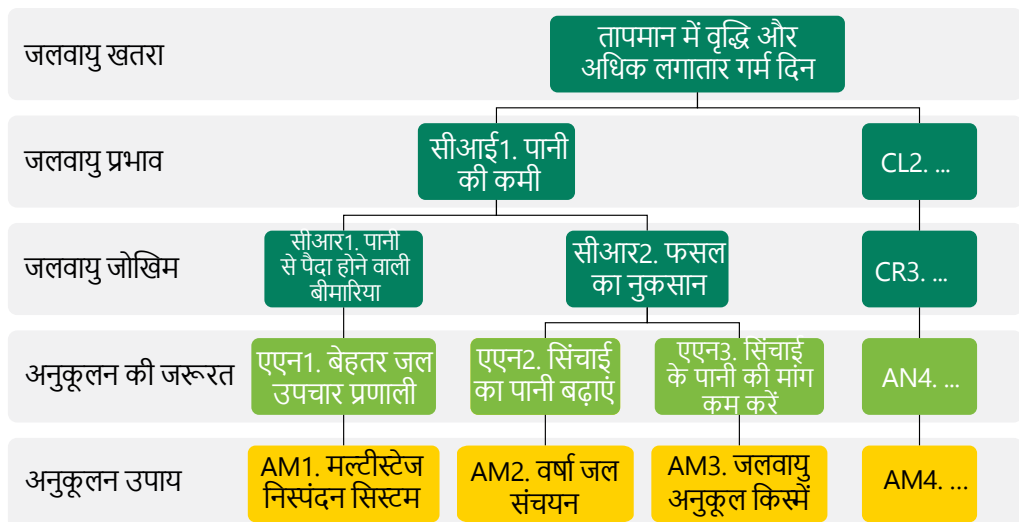 जलवायु खतरा
तापमान में वृद्धि और
अधिक लगातार गर्म दिन
जलवायु प्रभाव
सीआई1. पानी
की कमी
CL2. ...
जलवायु जोखिम
सीआर1. पानी
से पैदा होने वाली
बीमारिया
सीआर2. फसल
का नुकसान
CR3. ...
अनुकूलन की जरूरत
एएन1. बेहतर जल
उपचार प्रणाली
एएन2. सिंचाई
का पानी बढ़ाएं
एएन3. सिंचाई
के पानी की मांग
कम करें
AN4. ...
अनुकूलन उपाय
AM1. मल्टीस्टेज
निस्पंदन सिस्टम
AM2. वर्षा जल
संचयन
AM3. जलवायु
अनुकूल किस्में
AM4. ...